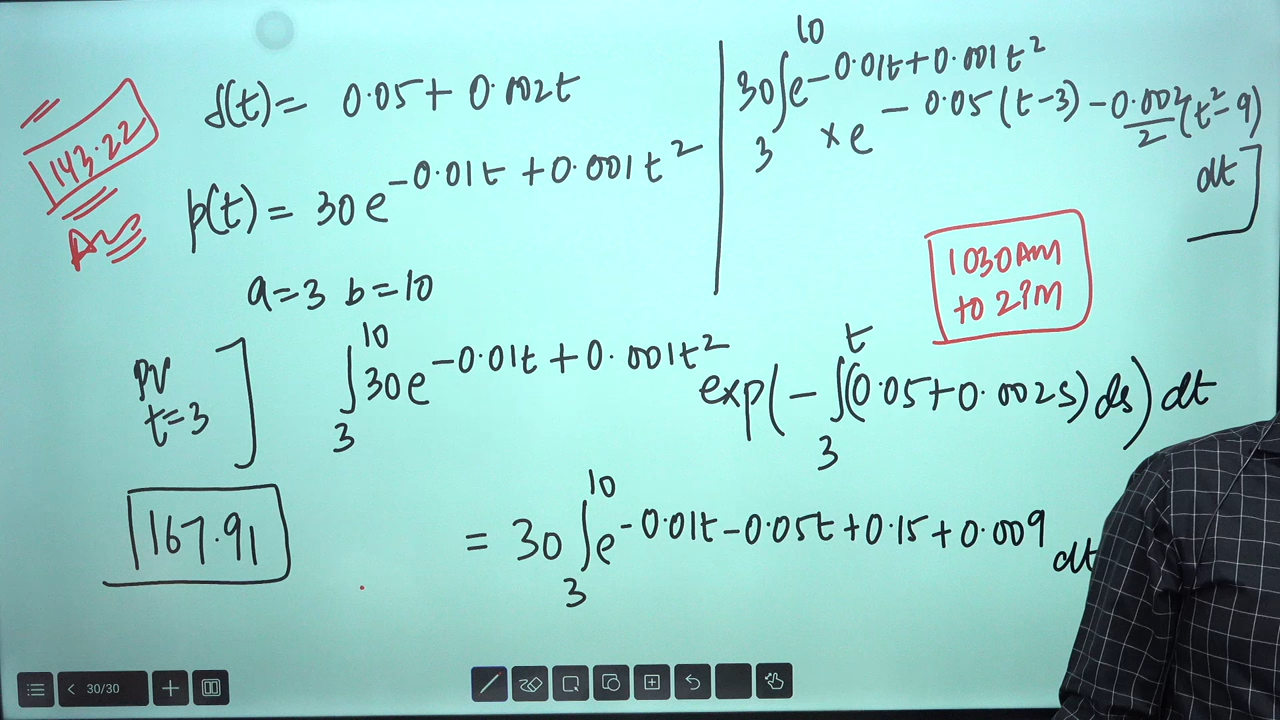 143.22
Ans
δ(t) = 0.05 + 0.002t
p(t) = 30e^{-0.01t + 0.001t^2}
a=3 b=10
PV
t=3 ] ∫_3^{10} 30e^{-0.01t + 0.001t^2} exp(-∫_3^t (0.05+0.002s) ds) dt
= 30 ∫_3^{10} e^{-0.01t - 0.05t + 0.15 + 0.009} dt
167.91
30 ∫_3^{10} e^{-0.01t + 0.001t^2}
× e^{-0.05(t-3) - \frac{0.002}{2}(t^2-9)}
dt]
1030AM
to 2PM
30/30